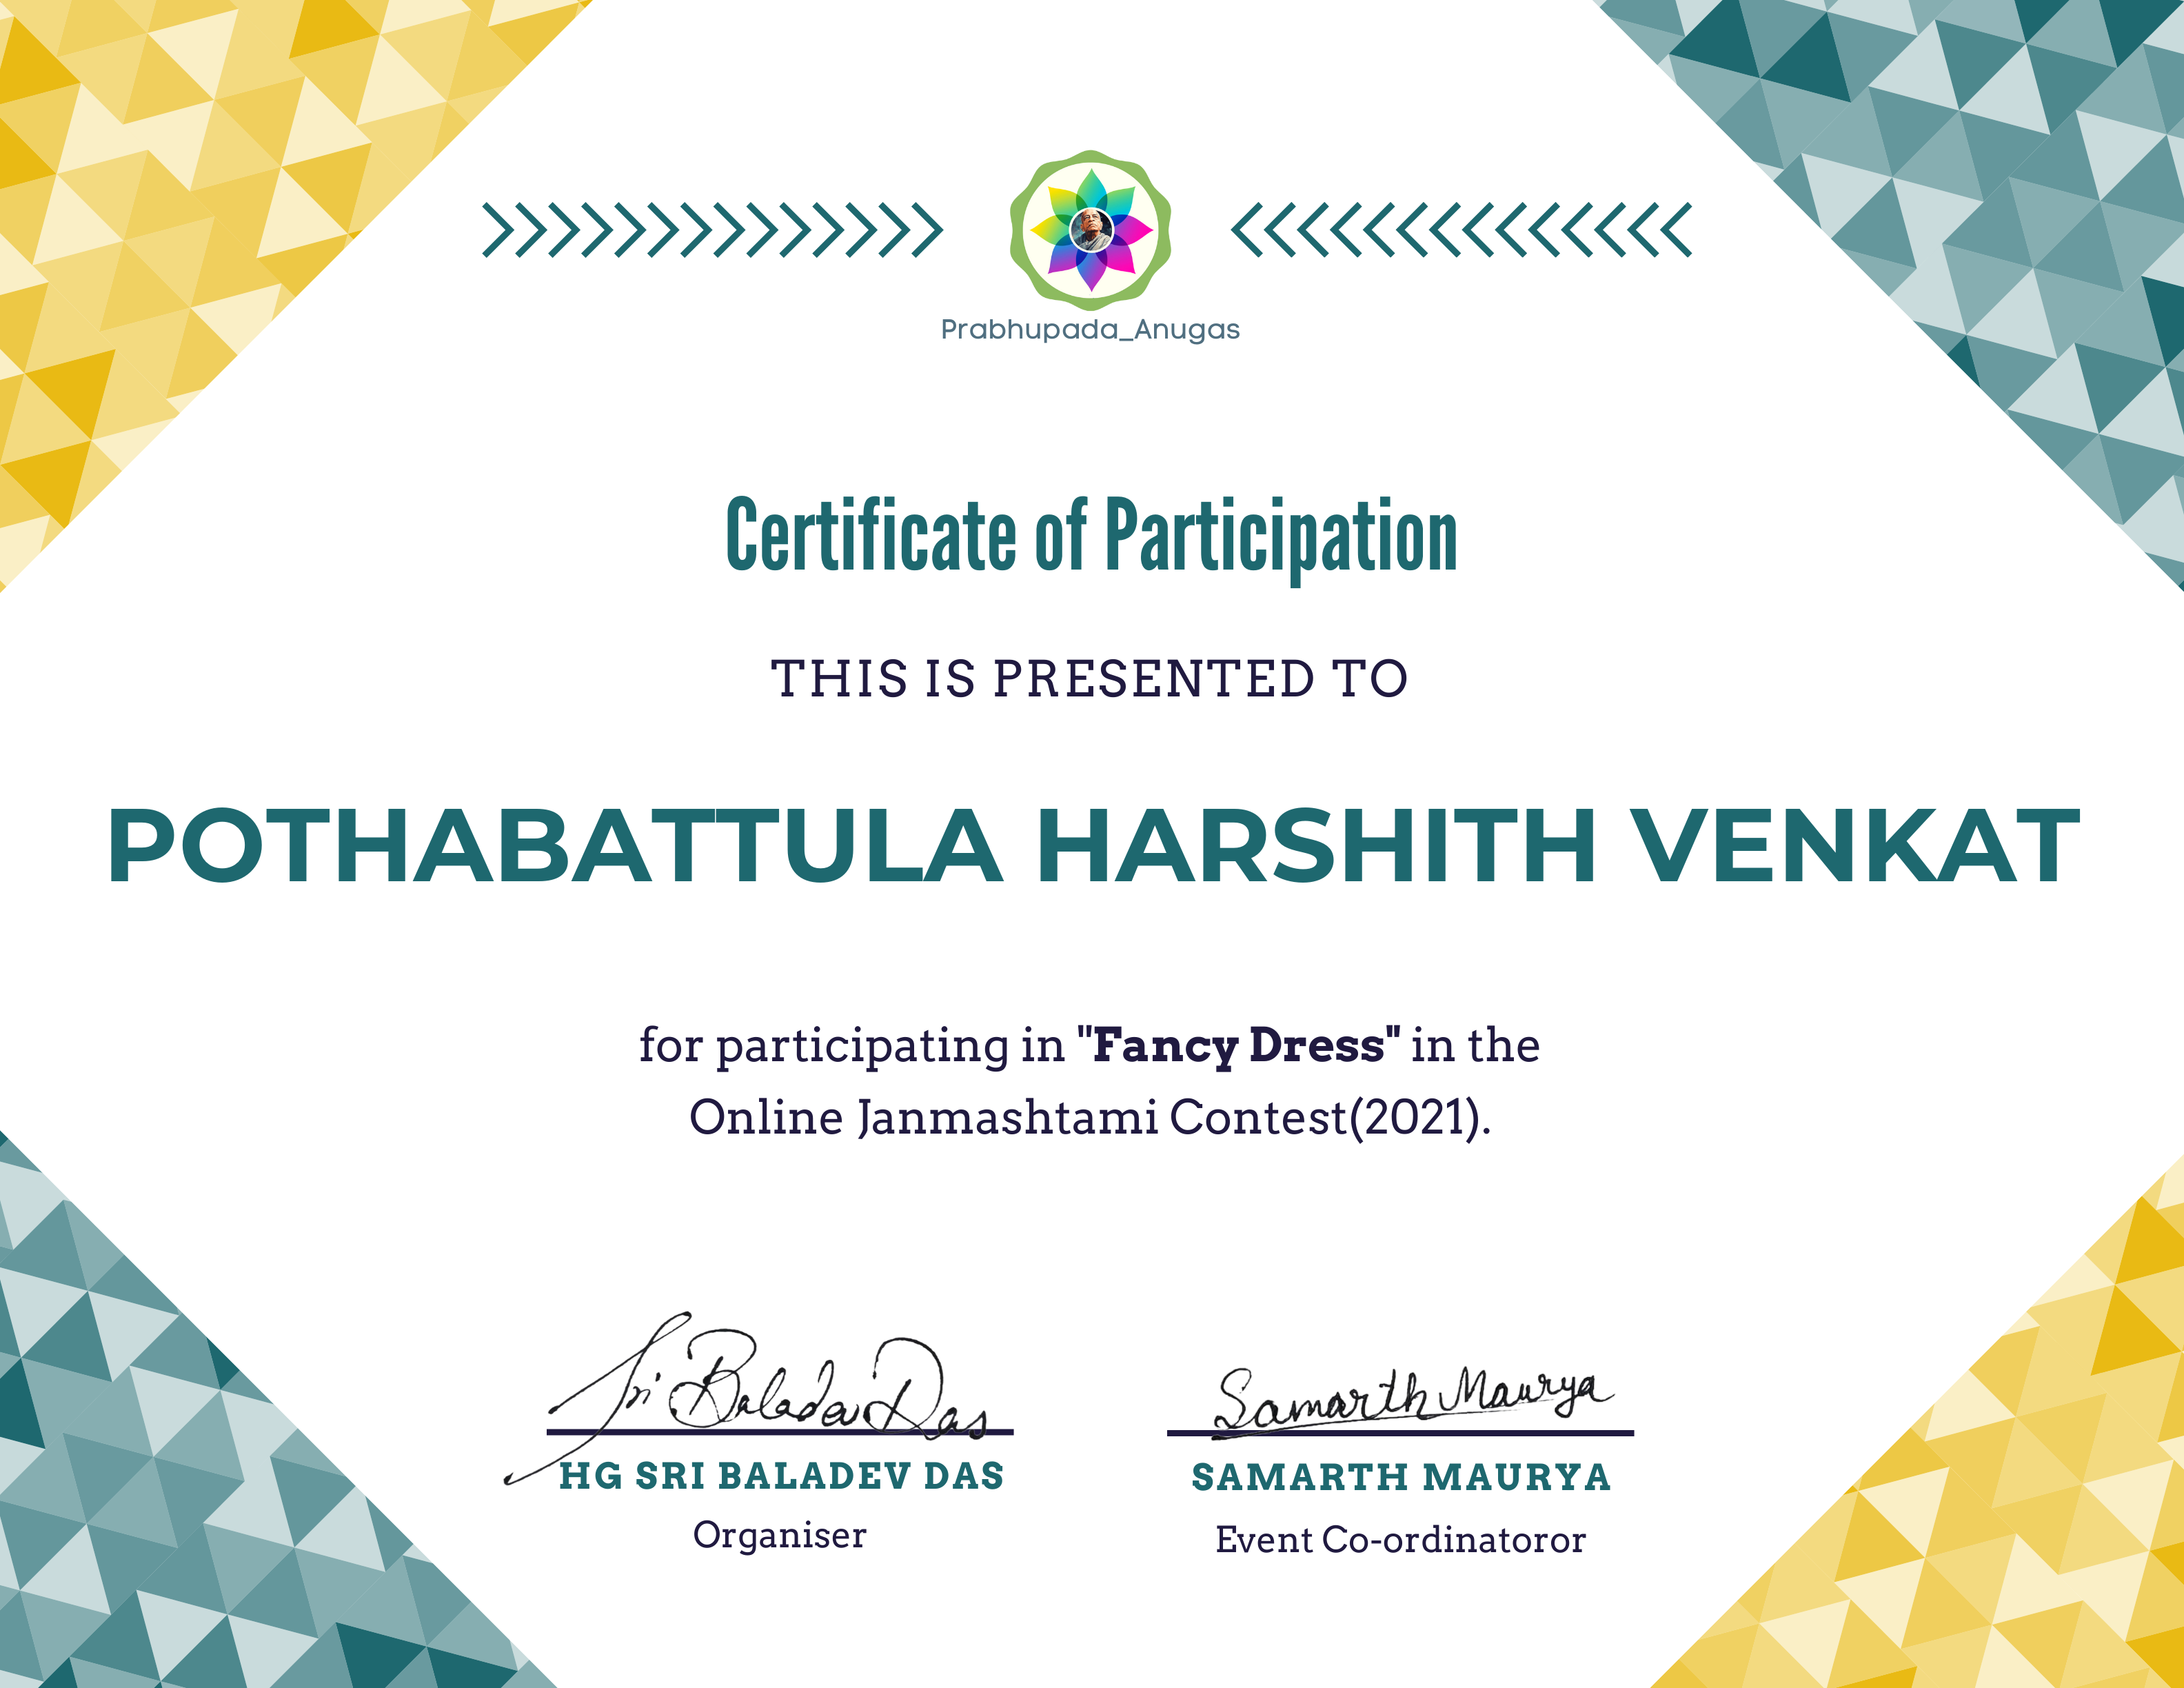 Prabhupada_Anugas
Certificate of Participation
THIS IS PRESENTED TO
POTHABATTULA HARSHITH VENKAT
for participating in "Fancy Dress" in the
Online Janmashtami Contest(2021).
Sri Baladev Das
Samarth Maurya
HG SRI BALADEV DAS
SAMARTH MAURYA
Organiser
Event Co-ordinatoror